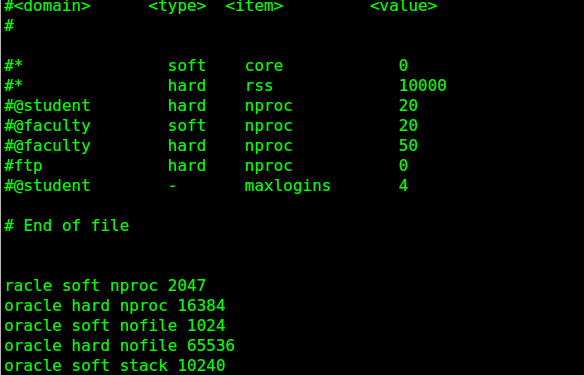 #<domain> <type> <item> <value>
#
#* soft core 0
#* hard rss 10000
#@student hard nproc 20
#@faculty soft nproc 20
#@faculty hard nproc 50
#ftp hard nproc 0
#@student - maxlogins 4
# End of file
racle soft nproc 2047
oracle hard nproc 16384
oracle soft nofile 1024
oracle hard nofile 65536
oracle soft stack 10240